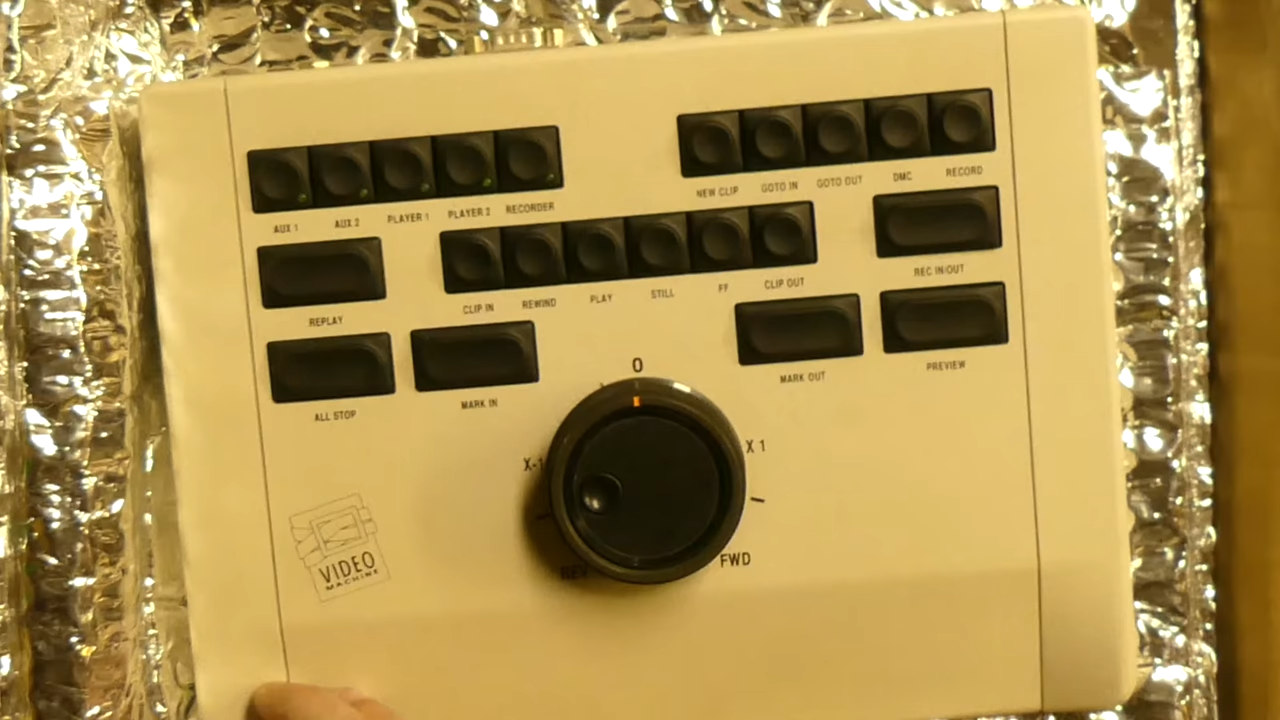 AUX 1 AUX 2 PLAYER 1 PLAYER 2 RECORDER
NEW CLIP GOTO IN GOTO OUT DMC RECORD
REPLAY
CLIP IN REWIND PLAY STILL FF CLIP OUT
REC IN/OUT
ALL STOP
MARK IN
MARK OUT
PREVIEW
0
X-1
X 1
REV
FWD
VIDEO
MACHINE